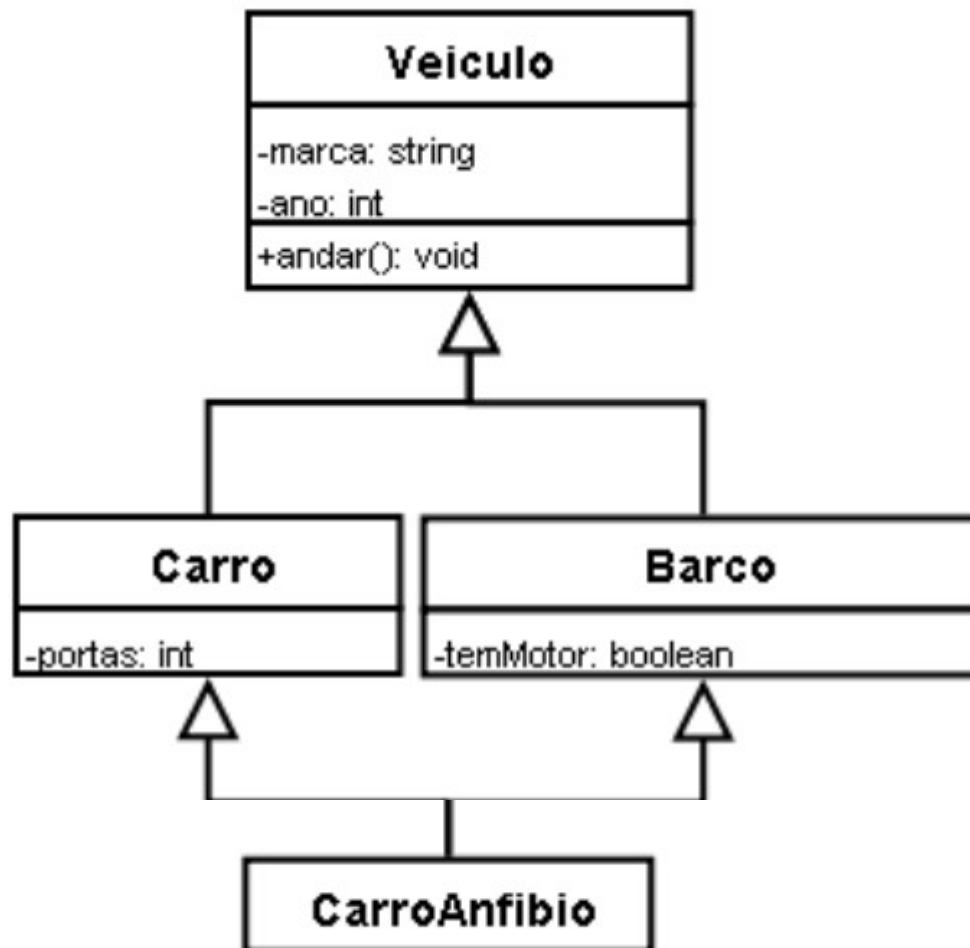 Veiculo
-marca: string
-ano: int
+andar(): void
Carro
-portas: int
Barco
-temMotor: boolean
CarroAnfibio